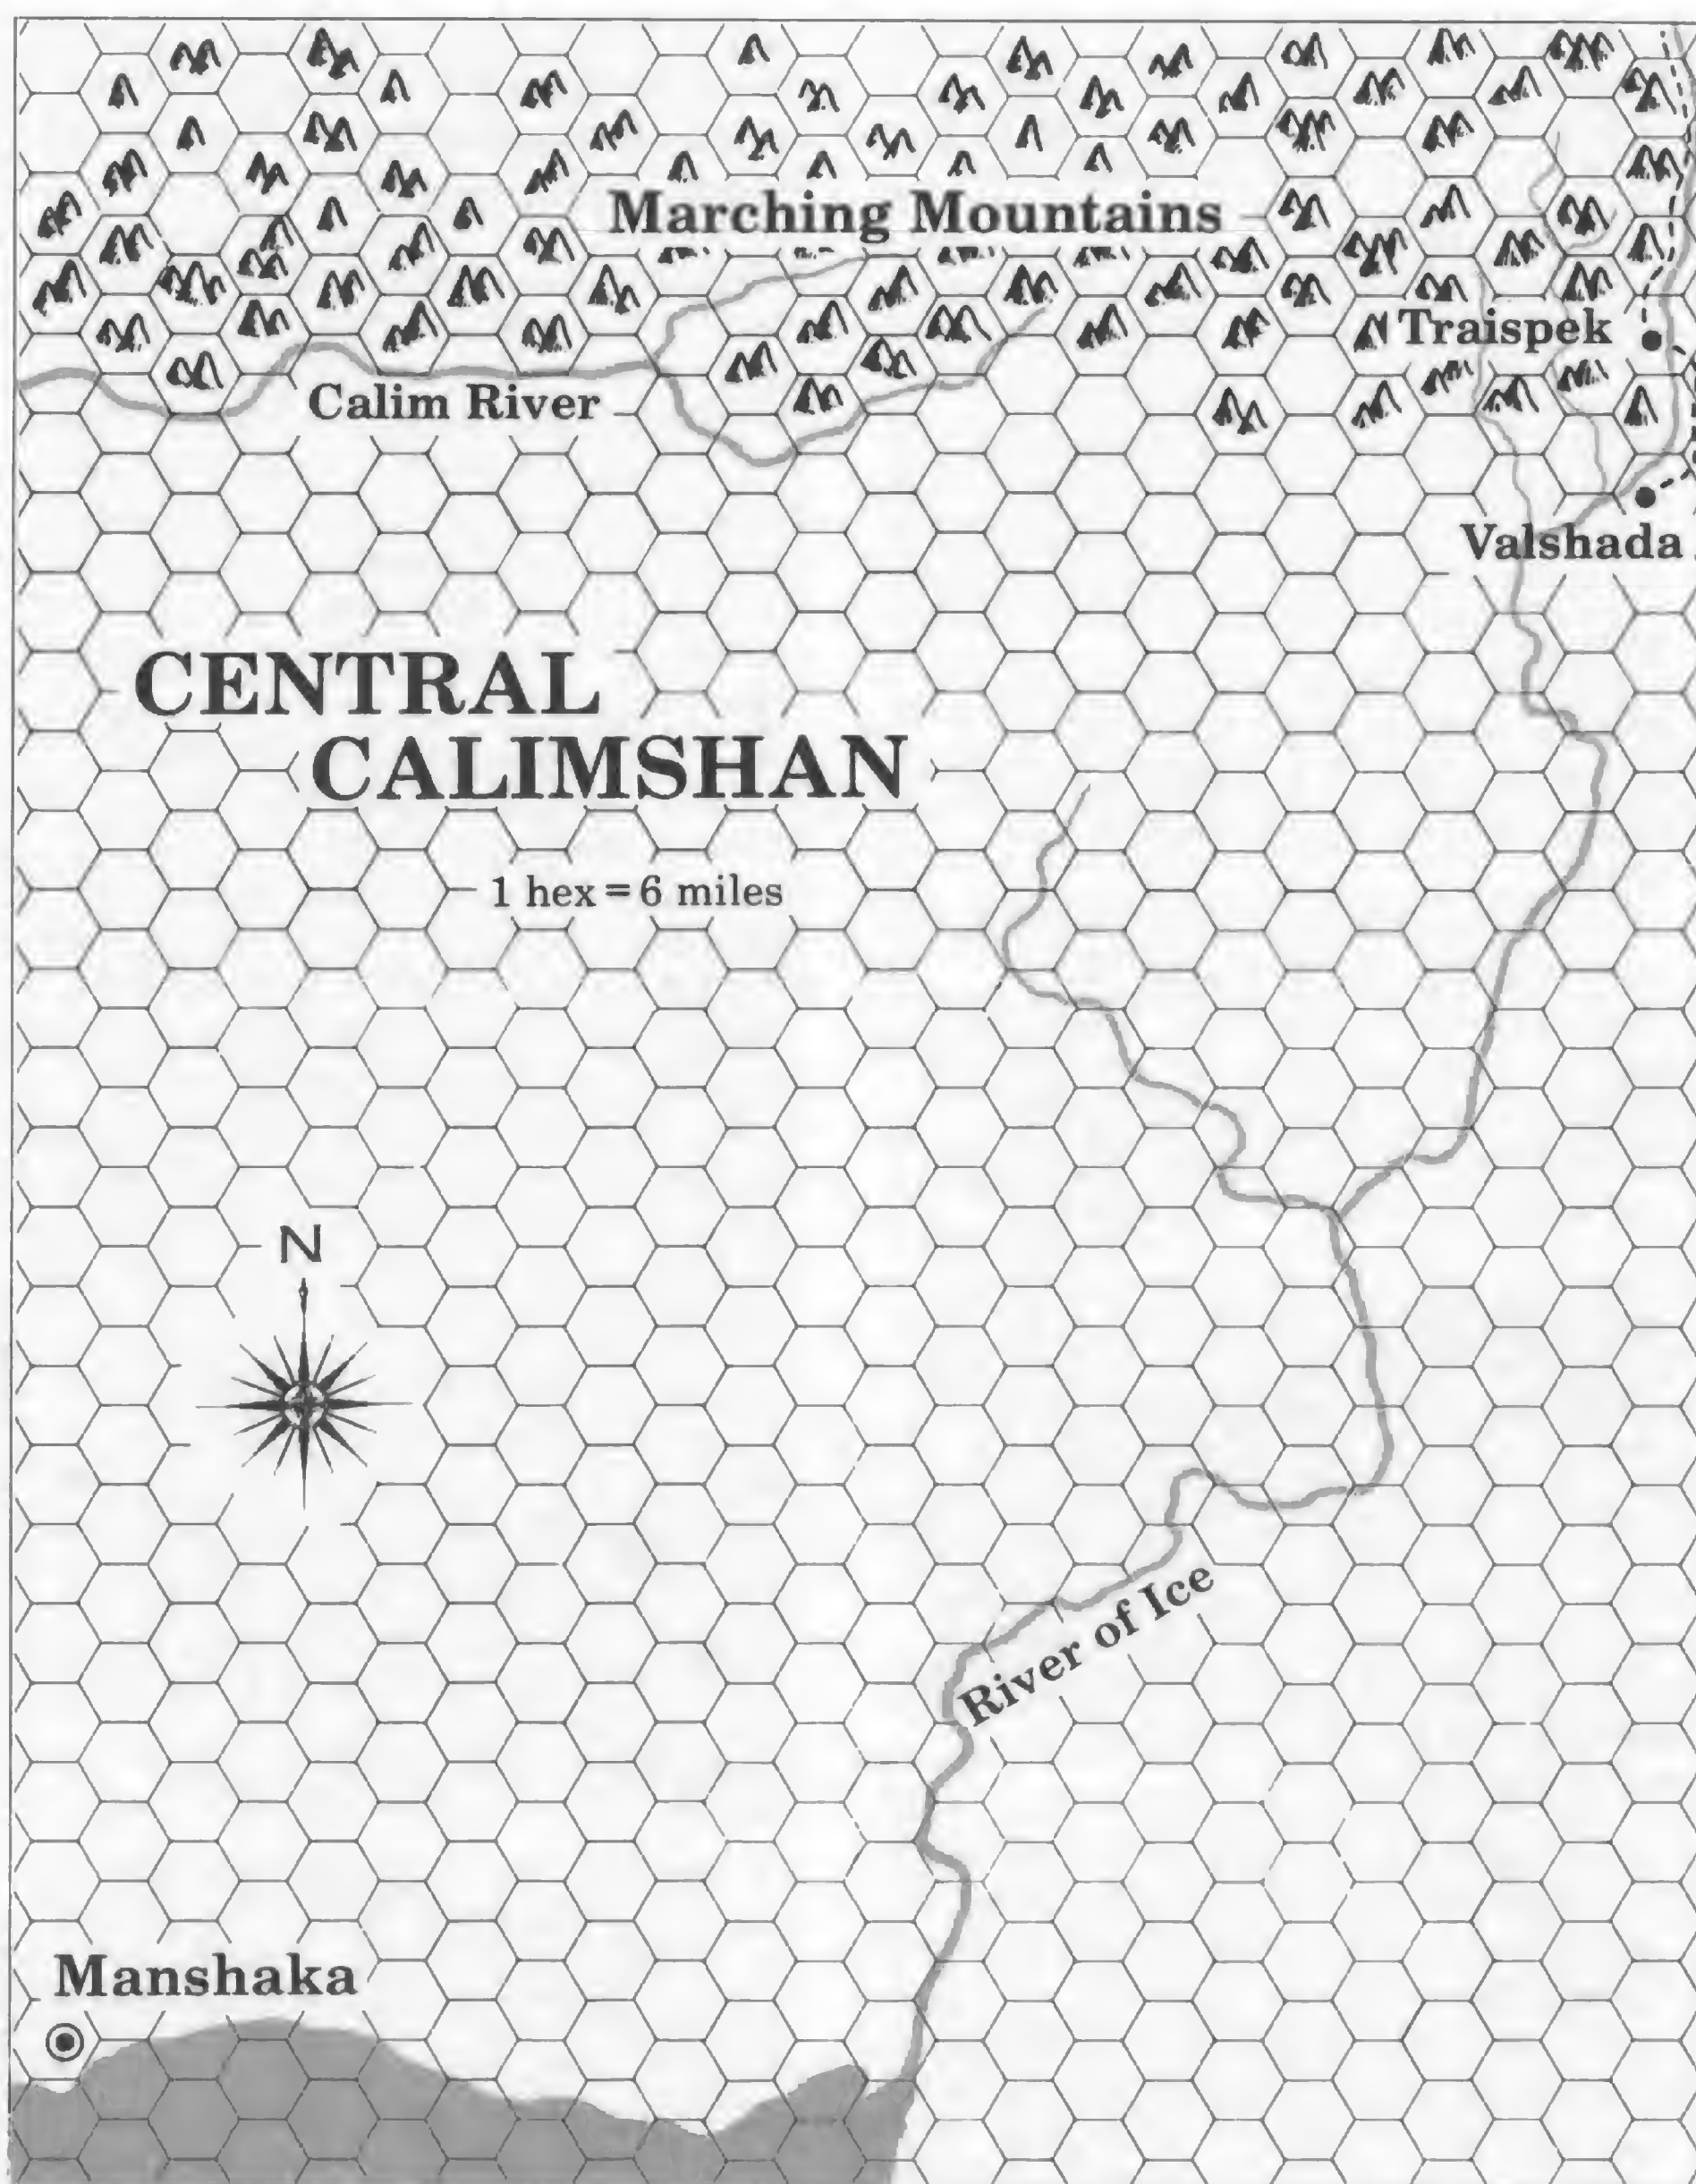 Marching Mountains
Traispek
Calim River
Valshada
CENTRAL
CALIMSHAN
1 hex = 6 miles
N
River of Ice
Manshaka